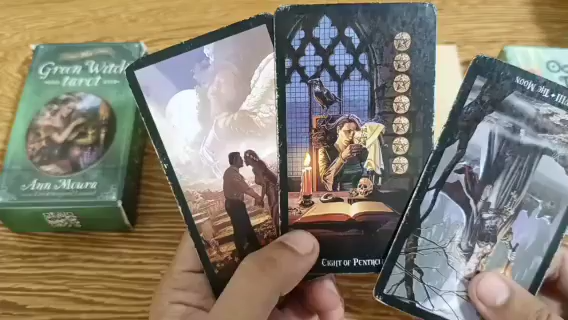 Green Witch
tarot
Ann Moura
EIGHT OF PENTACL
THE MOON